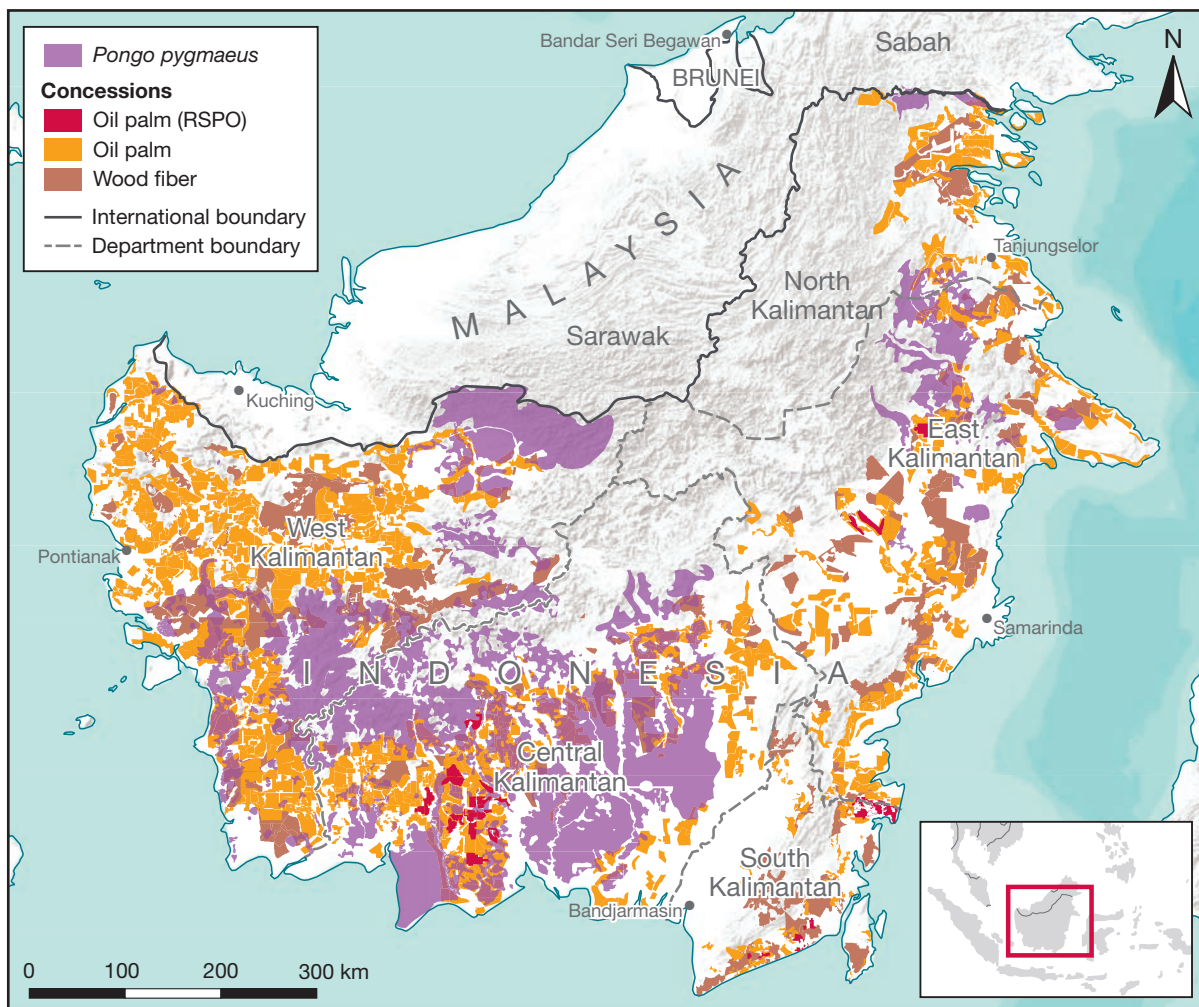 Pongo pygmaeus
Concessions
Oil palm (RSPO)
Oil palm
Wood fiber
International boundary
Department boundary
Bandar Seri Begawan
BRUNEI
Sabah
N
MALAYSIA
Sarawak
North
Kalimantan
Tanjungselor
Kuching
East
Kalimantan
West
Kalimantan
Pontianak
Samarinda
INDONESIA
Central
Kalimantan
South
Kalimantan
Bandjarmasin
0 100 200 300 km